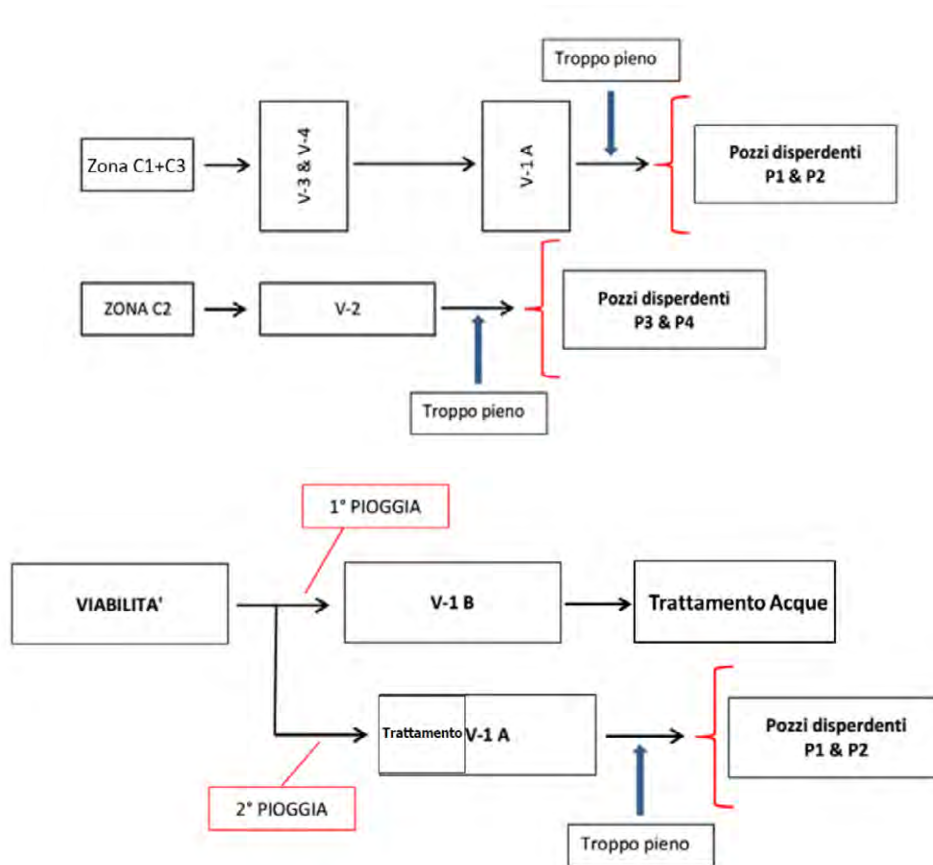 Troppo pieno
Zona C1+C3
V-3 & V-4
V-1 A
Pozzi disperdenti
P1 & P2
ZONA C2
V-2
Pozzi disperdenti
P3 & P4
Troppo pieno
1° PIOGGIA
VIABILITA'
V-1 B
Trattamento Acque
Trattamento V-1 A
Pozzi disperdenti
P1 & P2
2° PIOGGIA
Troppo pieno